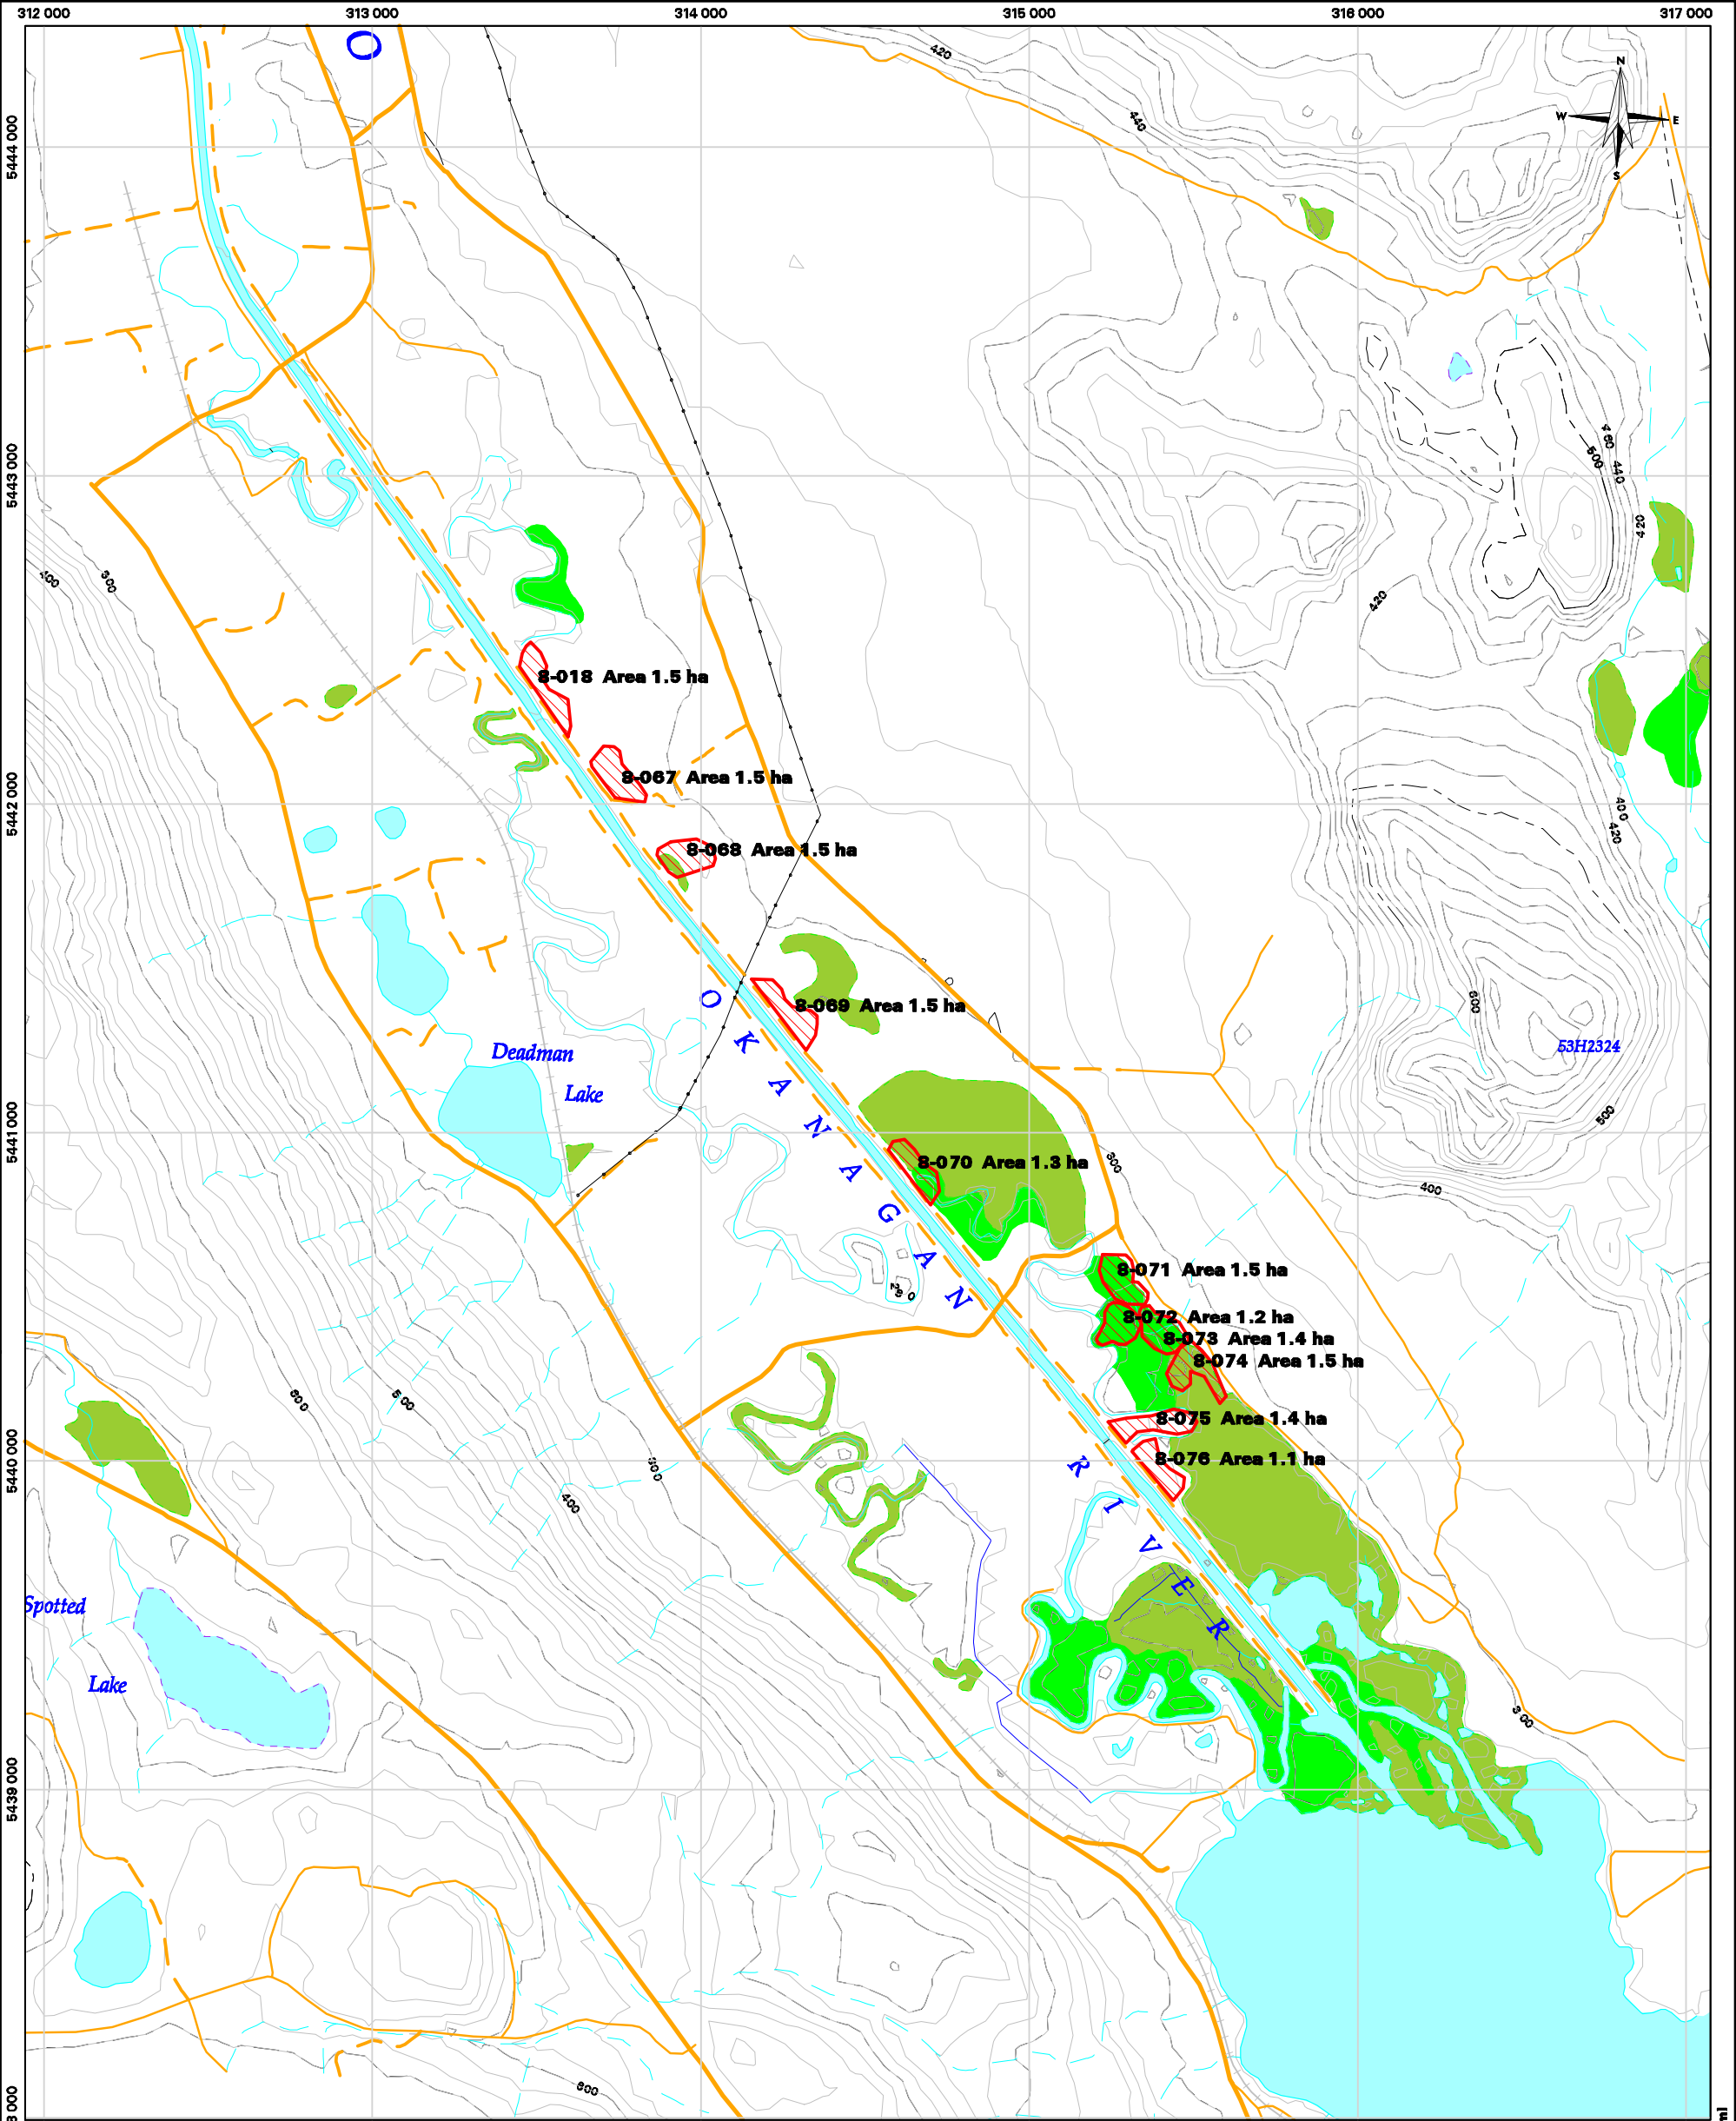 312 000 313 000 314 000 315 000 316 000 317 000
O
420
440
N
W E
S
5444 000
5443 000
460
500
440
420
400
300
420
8-018 Area 1.5 ha
8-067 Area 1.5 ha
5442 000
400
420
8-068 Area 1.5 ha
8-069 Area 1.5 ha
600
53H2324
Deadman
Lake
5441 000
500
8-070 Area 1.3 ha
300
400
OKANAGAN RIVER
290
8-071 Area 1.5 ha
8-072 Area 1.2 ha
8-073 Area 1.4 ha
8-074 Area 1.5 ha
600
500
8-075 Area 1.4 ha
8-076 Area 1.1 ha
5440 000
300
400
Spotted
Lake
300
5439 000
600